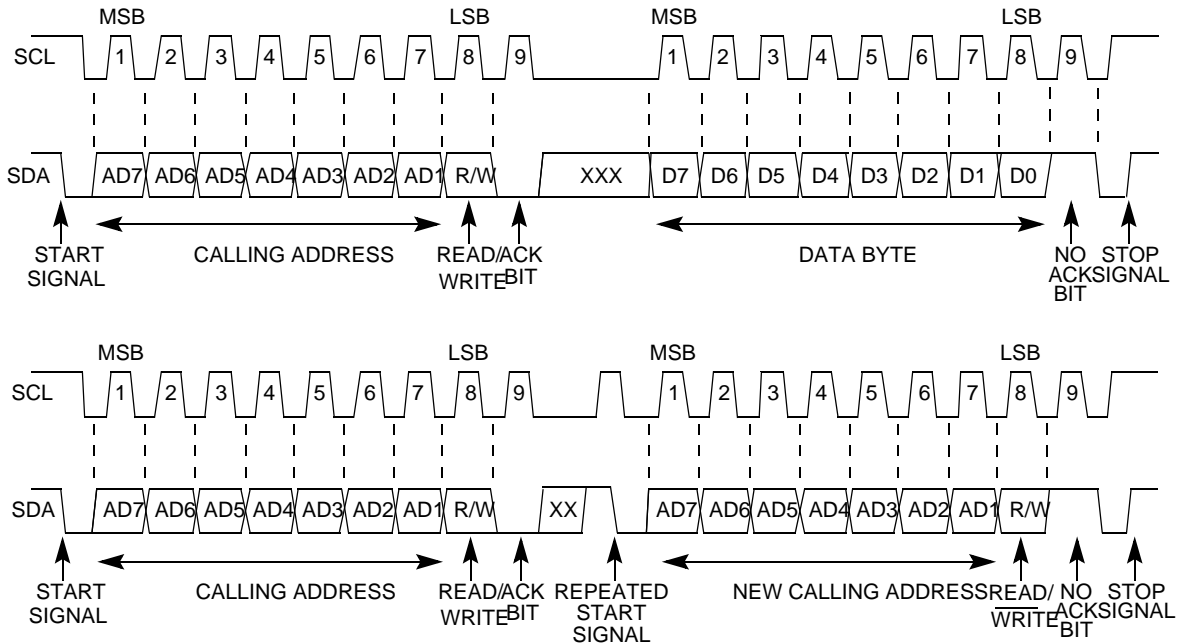 MSB LSB MSB LSB
SCL 1 2 3 4 5 6 7 8 9 1 2 3 4 5 6 7 8 9
SDA AD7 AD6 AD5 AD4 AD3 AD2 AD1 R/W XXX D7 D6 D5 D4 D3 D2 D1 D0
START SIGNAL
CALLING ADDRESS
READ/ WRITE
ACK BIT
DATA BYTE
NO ACK BIT
STOP SIGNAL
MSB LSB MSB LSB
SCL 1 2 3 4 5 6 7 8 9 1 2 3 4 5 6 7 8 9
SDA AD7 AD6 AD5 AD4 AD3 AD2 AD1 R/W XX AD7 AD6 AD5 AD4 AD3 AD2 AD1 R/W
START SIGNAL
CALLING ADDRESS
READ/ WRITE
ACK BIT
REPEATED START SIGNAL
NEW CALLING ADDRESS
READ/ WRITE
NO ACK BIT
STOP SIGNAL